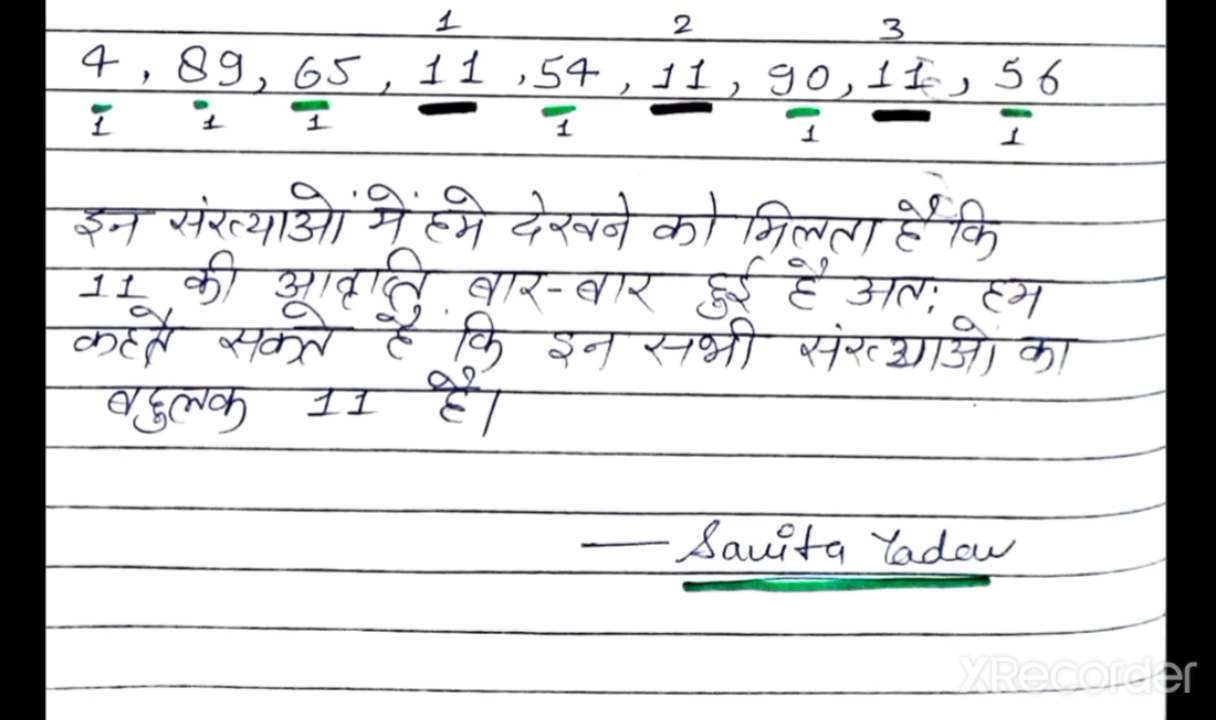 1 2 3
4, 89, 65, 11, 54, 11, 90, 11, 56
1 1 1 1 1 1
इन संख्याओं में हमे देखने को मिलता है कि
11 की आवृत्ति बार-बार हुई है अतः हम
कहते सकते है कि इन सभी संख्याओं का
बहुलक 11 है।
— Savita Yadav
XRecorder